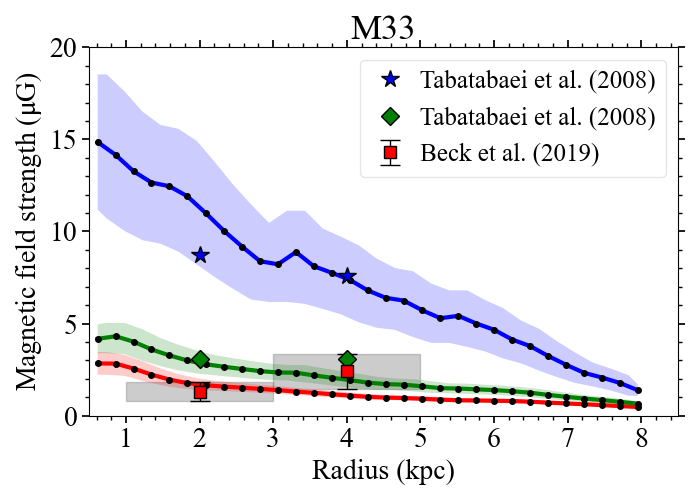 M33
Magnetic field strength (μG)
20
15
10
5
0
Tabatabaei et al. (2008)
Tabatabaei et al. (2008)
Beck et al. (2019)
1 2 3 4 5 6 7 8
Radius (kpc)